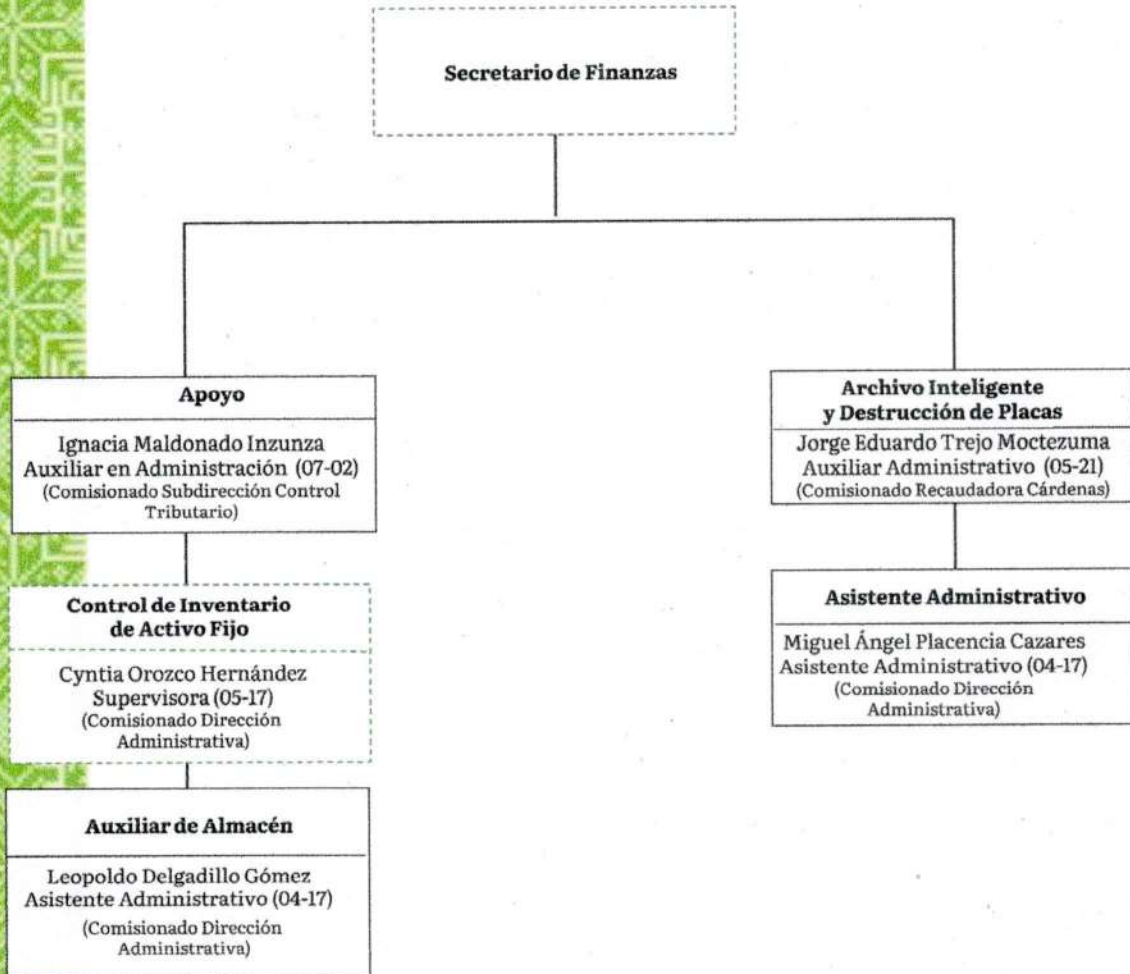 Secretario de Finanzas
Apoyo
Ignacia Maldonado Inzunza
Auxiliar en Administración (07-02)
(Comisionado Subdirección Control
Tributario)
Control de Inventario
de Activo Fijo
Cyntia Orozco Hernández
Supervisora (05-17)
(Comisionado Dirección
Administrativa)
Auxiliar de Almacén
Leopoldo Delgadillo Gómez
Asistente Administrativo (04-17)
(Comisionado Dirección
Administrativa)
Archivo Inteligente
y Destrucción de Placas
Jorge Eduardo Trejo Moctezuma
Auxiliar Administrativo (05-21)
(Comisionado Recaudadora Cárdenas)
Asistente Administrativo
Miguel Ángel Placencia Cazares
Asistente Administrativo (04-17)
(Comisionado Dirección
Administrativa)